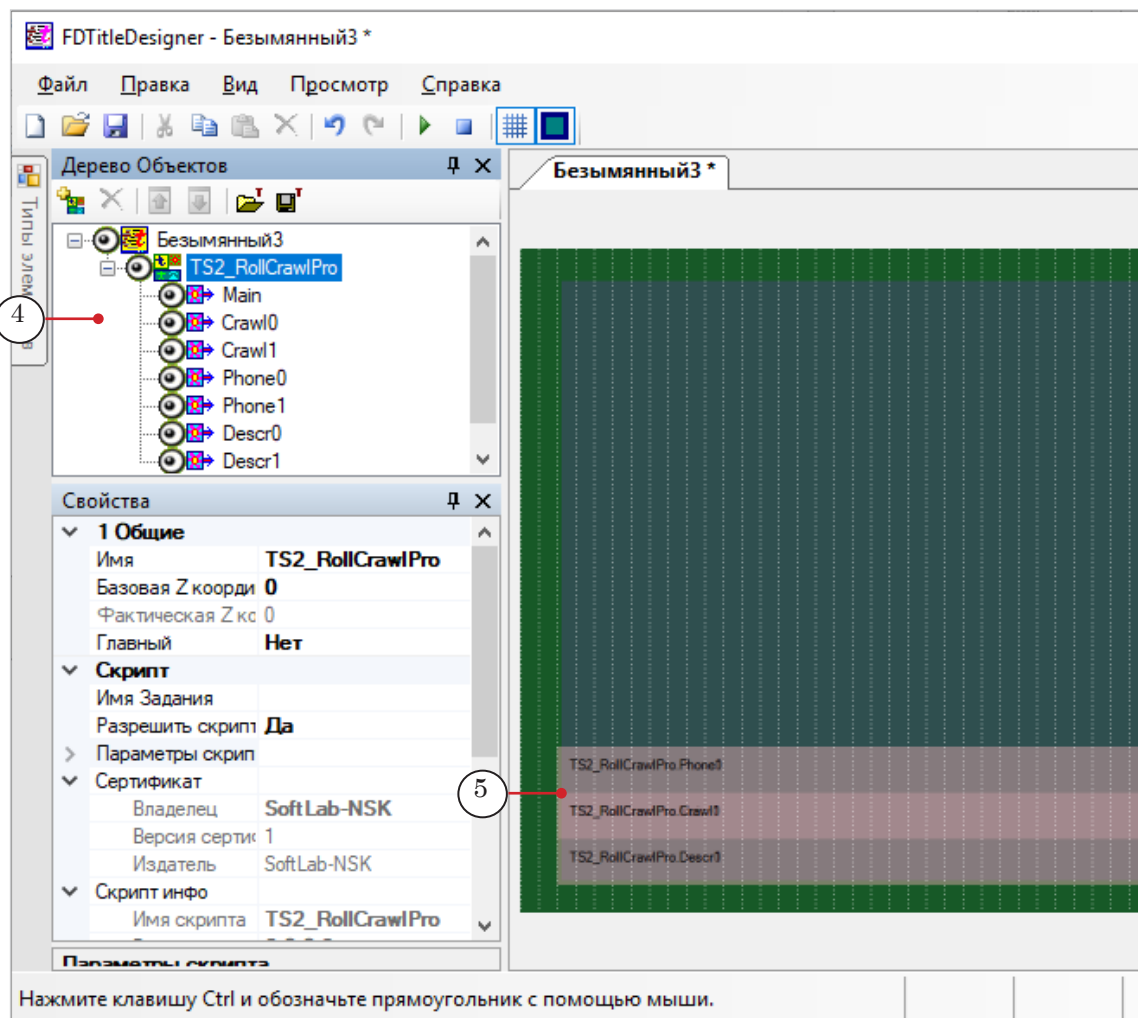 FDTitleDesigner - Безымянный3 *
Файл Правка Вид Просмотр Справка
Типы элем
в
Дерево Объектов
Безымянный3 *
Безымянный3
TS2_RollCrawlPro
Main
Crawl0
4
Crawl1
Phone0
Phone1
Descr0
Descr1
Свойства
1 Общие
Имя TS2_RollCrawlPro
Базовая Z коорди 0
Фактическая Z ко 0
Главный Нет
Скрипт
Имя Задания
Разрешить скрипт Да
Параметры скрип
Сертификат
Владелец SoftLab-NSK
Версия серти 1
Издатель SoftLab-NSK
Скрипт инфо
Имя скрипта TS2_RollCrawlPro
Параметры скрипта
TS2_RollCrawlPro.Phone0
5
TS2_RollCrawlPro.Crawl0
TS2_RollCrawlPro.Descr0
Нажмите клавишу Ctrl и обозначьте прямоугольник с помощью мыши.